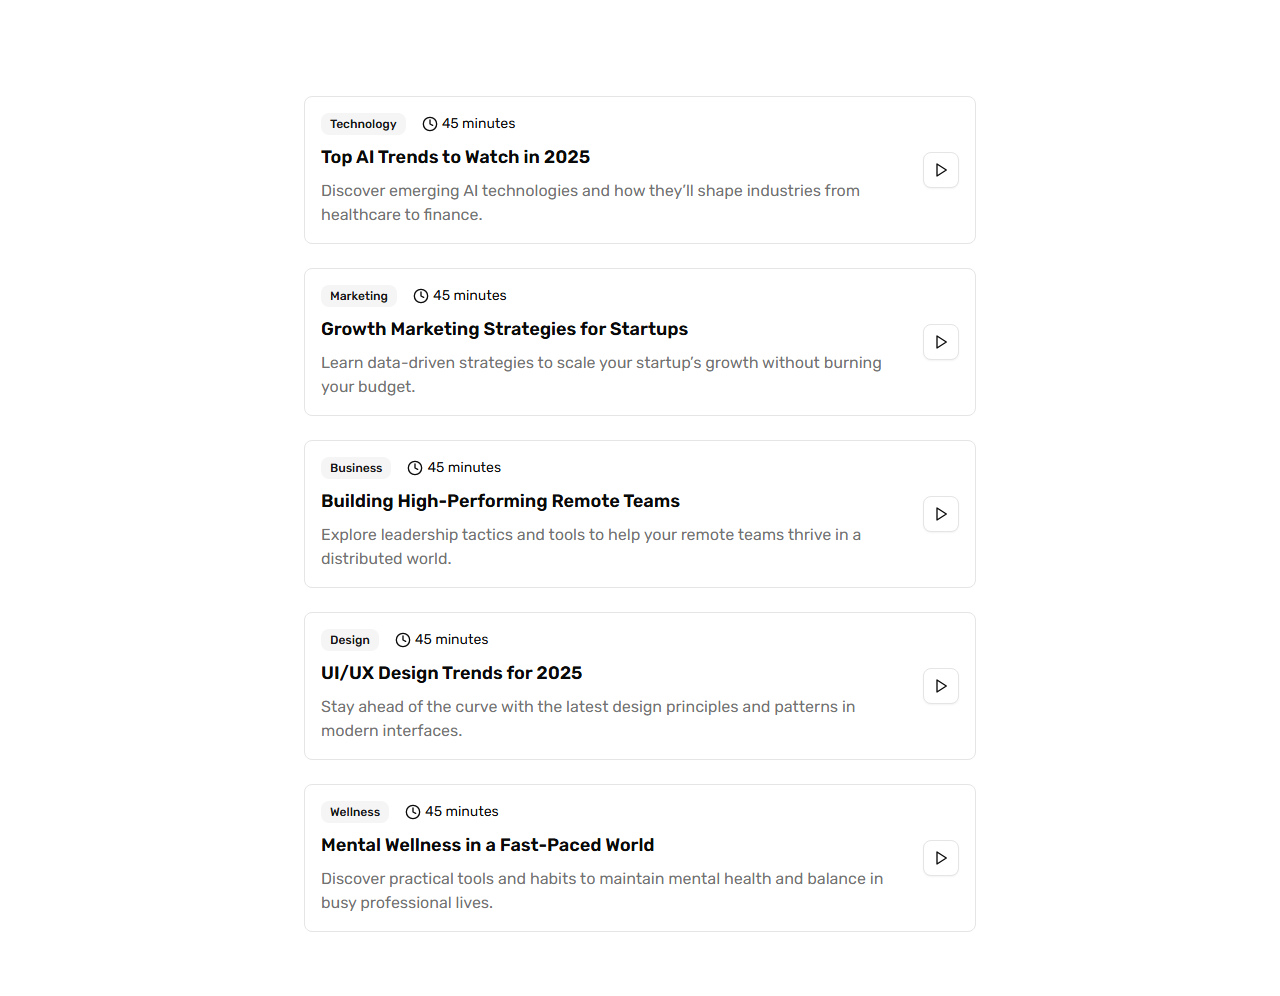 Technology 45 minutes
Top AI Trends to Watch in 2025
Discover emerging AI technologies and how they’ll shape industries from
healthcare to finance.
Marketing 45 minutes
Growth Marketing Strategies for Startups
Learn data-driven strategies to scale your startup’s growth without burning
your budget.
Business 45 minutes
Building High-Performing Remote Teams
Explore leadership tactics and tools to help your remote teams thrive in a
distributed world.
Design 45 minutes
UI/UX Design Trends for 2025
Stay ahead of the curve with the latest design principles and patterns in
modern interfaces.
Wellness 45 minutes
Mental Wellness in a Fast-Paced World
Discover practical tools and habits to maintain mental health and balance in
busy professional lives.